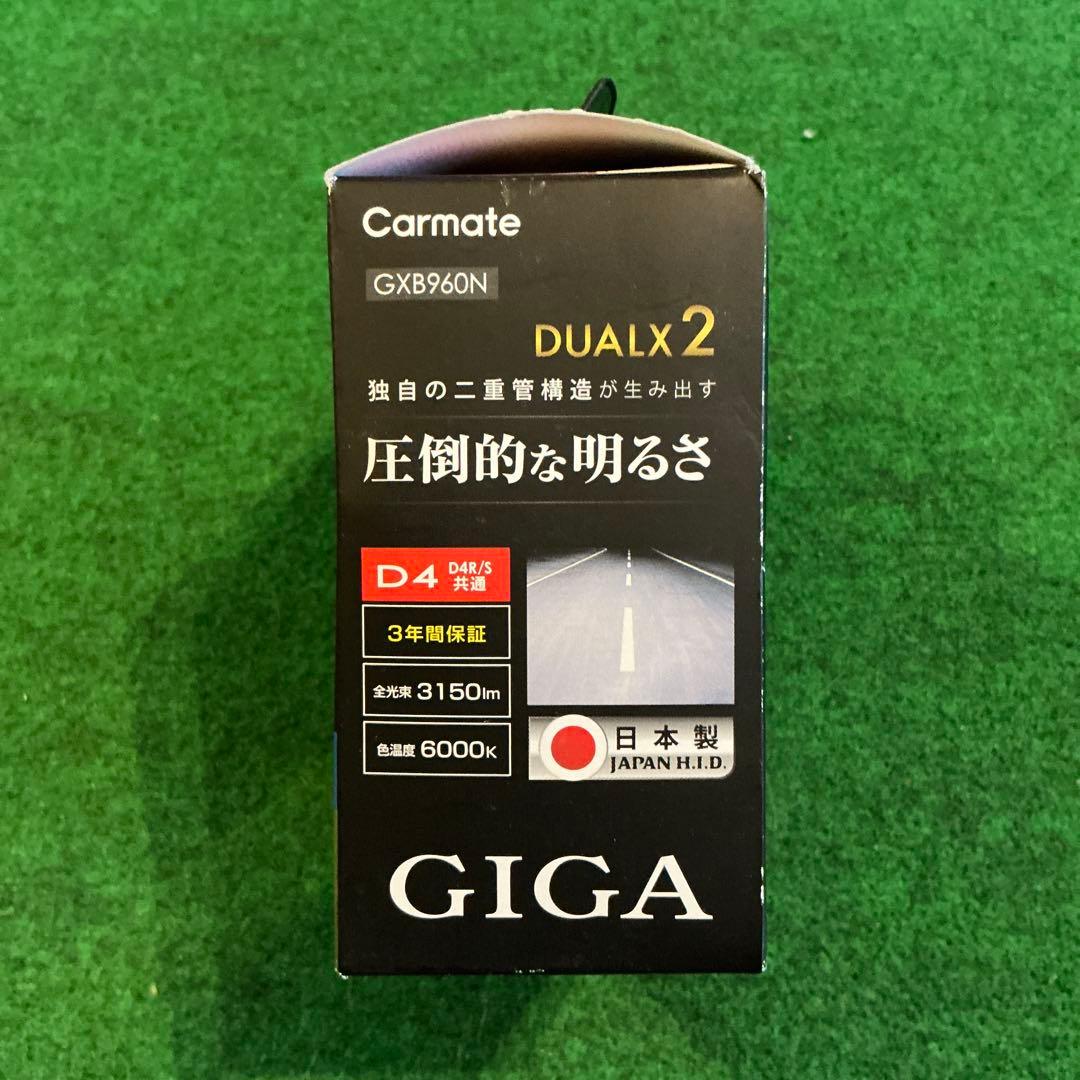 Carmate
GXB960N
DUALX2
独自の二重管構造が生み出す
圧倒的な明るさ
D4 D4R/S
共通
3年間保証
全光束 3150lm
色温度 6000K
日本製
JAPAN H.I.D.
GIGA